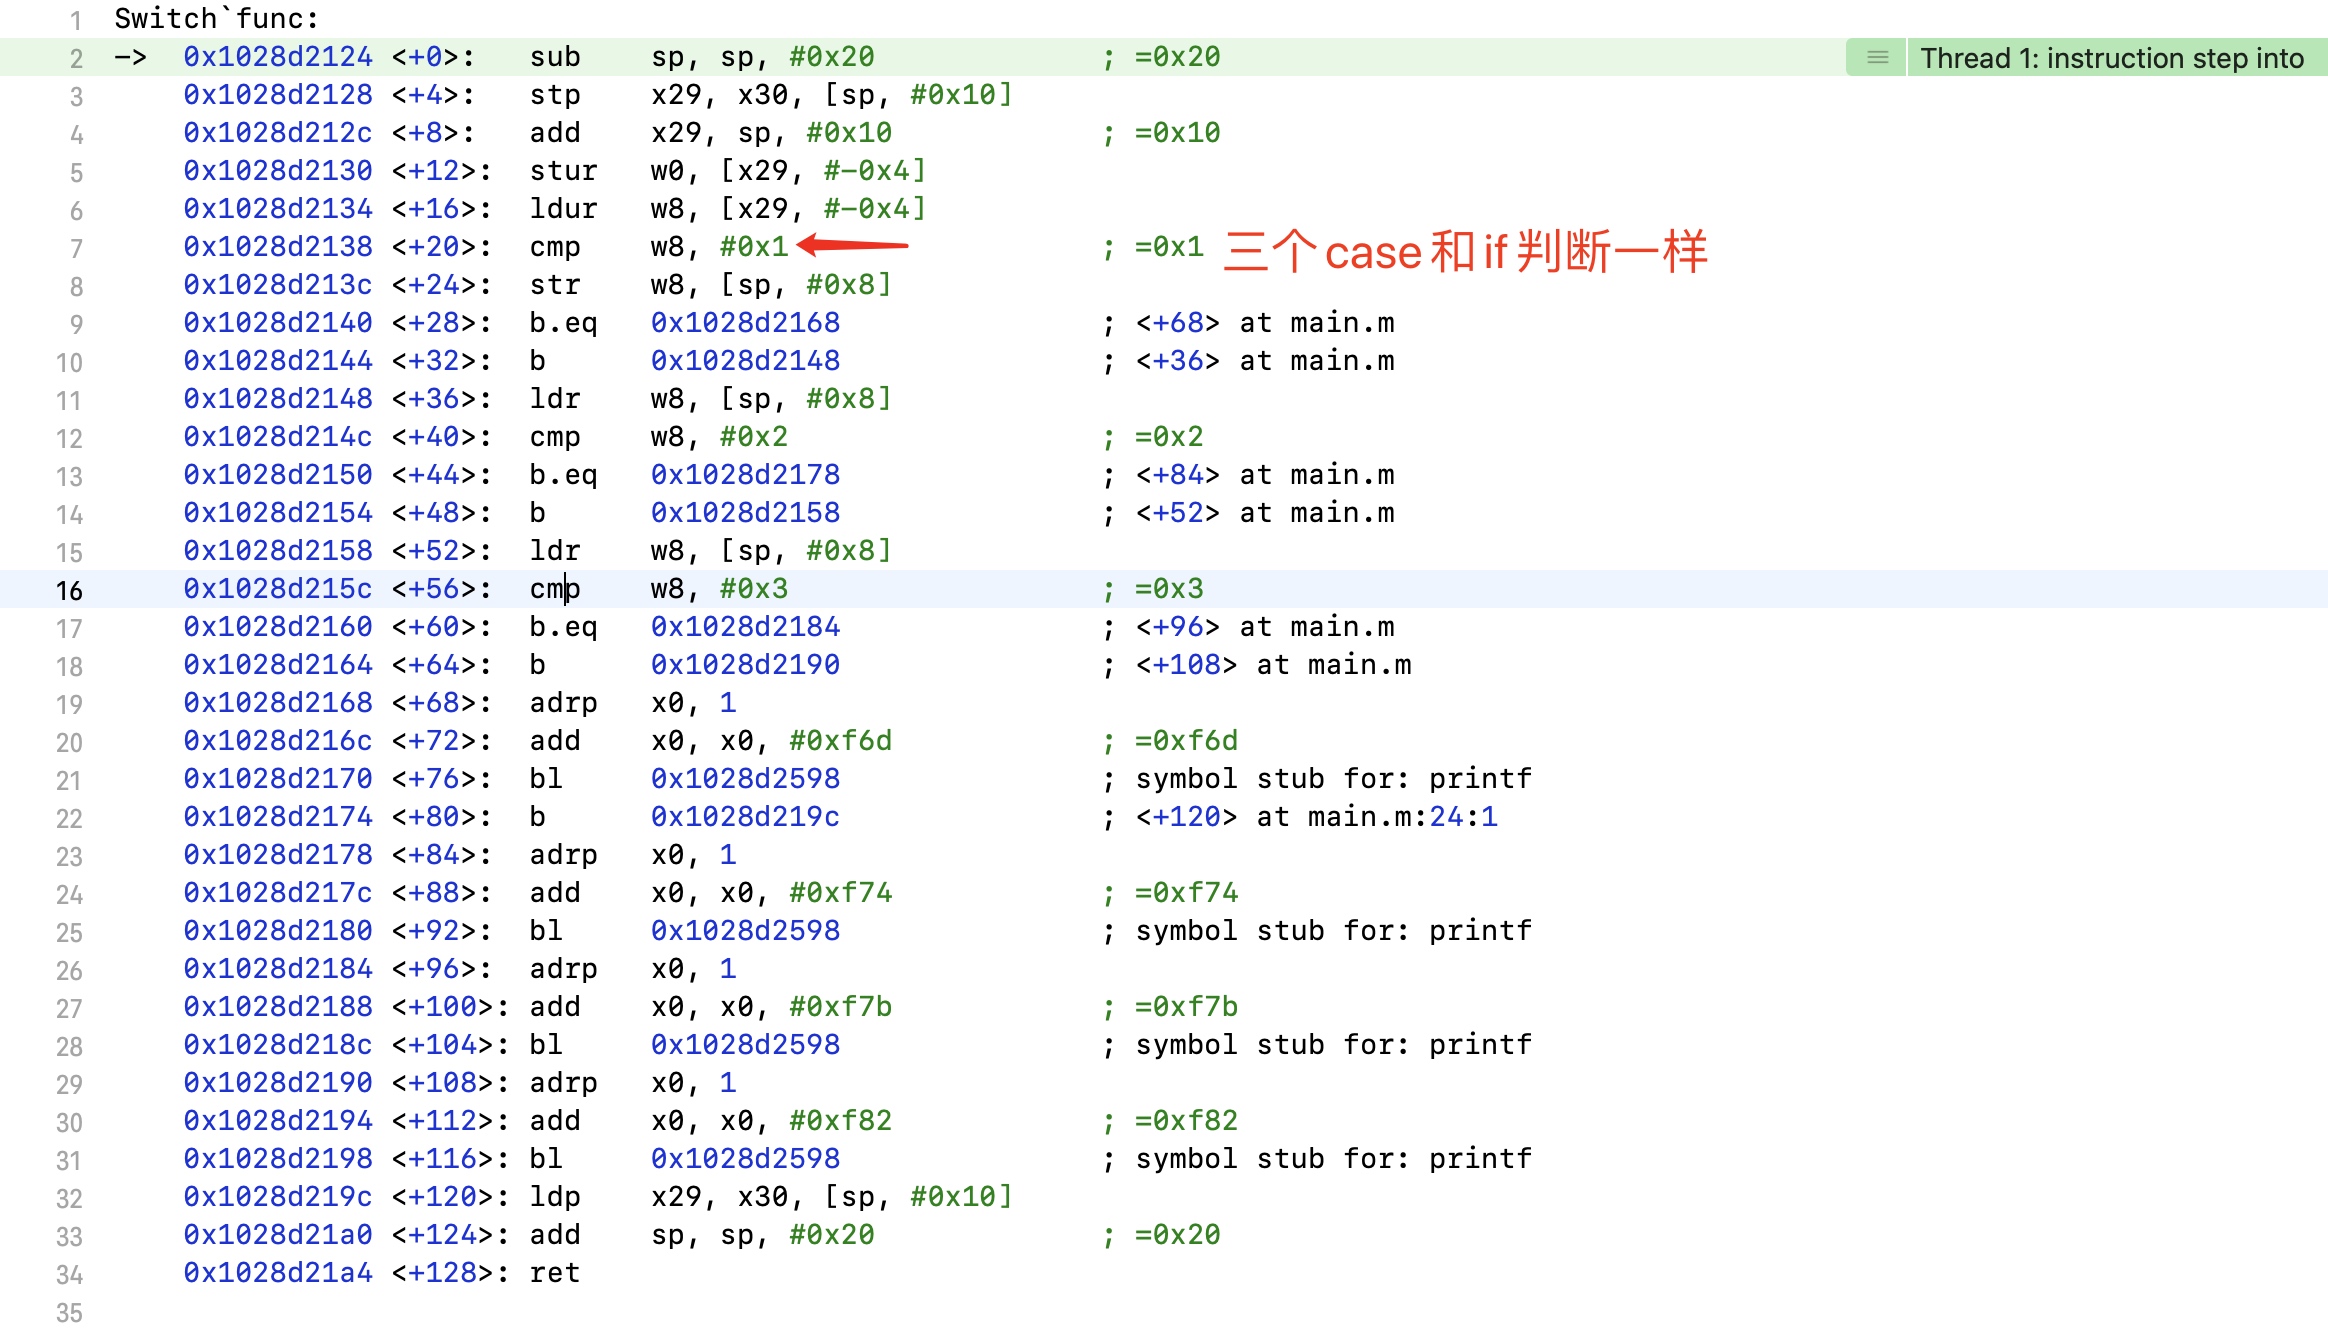 1 Switch`func:
2 -> 0x1028d2124 <+0>: sub sp, sp, #0x20 ; =0x20 Thread 1: instruction step into
3 0x1028d2128 <+4>: stp x29, x30, [sp, #0x10]
4 0x1028d212c <+8>: add x29, sp, #0x10 ; =0x10
5 0x1028d2130 <+12>: stur w0, [x29, #-0x4]
6 0x1028d2134 <+16>: ldur w8, [x29, #-0x4]
7 0x1028d2138 <+20>: cmp w8, #0x1 ; =0x1 三个case和if判断一样
8 0x1028d213c <+24>: str w8, [sp, #0x8]
9 0x1028d2140 <+28>: b.eq 0x1028d2168 ; <+68> at main.m
10 0x1028d2144 <+32>: b 0x1028d2148 ; <+36> at main.m
11 0x1028d2148 <+36>: ldr w8, [sp, #0x8]
12 0x1028d214c <+40>: cmp w8, #0x2 ; =0x2
13 0x1028d2150 <+44>: b.eq 0x1028d2178 ; <+84> at main.m
14 0x1028d2154 <+48>: b 0x1028d2158 ; <+52> at main.m
15 0x1028d2158 <+52>: ldr w8, [sp, #0x8]
16 0x1028d215c <+56>: cmp w8, #0x3 ; =0x3
17 0x1028d2160 <+60>: b.eq 0x1028d2184 ; <+96> at main.m
18 0x1028d2164 <+64>: b 0x1028d2190 ; <+108> at main.m
19 0x1028d2168 <+68>: adrp x0, 1
20 0x1028d216c <+72>: add x0, x0, #0xf6d ; =0xf6d
21 0x1028d2170 <+76>: bl 0x1028d2598 ; symbol stub for: printf
22 0x1028d2174 <+80>: b 0x1028d219c ; <+120> at main.m:24:1
23 0x1028d2178 <+84>: adrp x0, 1
24 0x1028d217c <+88>: add x0, x0, #0xf74 ; =0xf74
25 0x1028d2180 <+92>: bl 0x1028d2598 ; symbol stub for: printf
26 0x1028d2184 <+96>: adrp x0, 1
27 0x1028d2188 <+100>: add x0, x0, #0xf7b ; =0xf7b
28 0x1028d218c <+104>: bl 0x1028d2598 ; symbol stub for: printf
29 0x1028d2190 <+108>: adrp x0, 1
30 0x1028d2194 <+112>: add x0, x0, #0xf82 ; =0xf82
31 0x1028d2198 <+116>: bl 0x1028d2598 ; symbol stub for: printf
32 0x1028d219c <+120>: ldp x29, x30, [sp, #0x10]
33 0x1028d21a0 <+124>: add sp, sp, #0x20 ; =0x20
34 0x1028d21a4 <+128>: ret
35